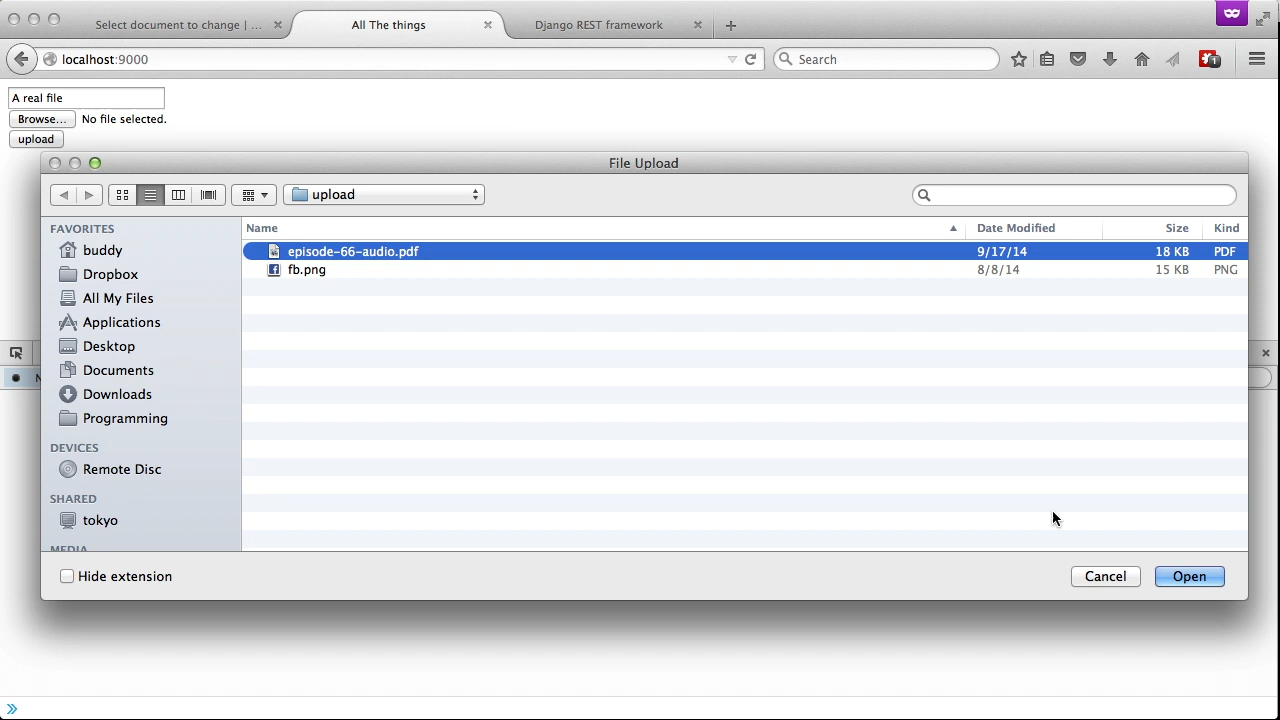 Select document to change | ...
All The things
Django REST framework
localhost:9000
Search
1
A real file
Browse... No file selected.
upload
File Upload
upload
FAVORITES
buddy
Dropbox
All My Files
Applications
Desktop
Documents
Downloads
Programming
DEVICES
Remote Disc
SHARED
tokyo
MEDIA
Name Date Modified Size Kind
episode-66-audio.pdf 9/17/14 18 KB PDF
fb.png 8/8/14 15 KB PNG
N
Hide extension
Cancel Open